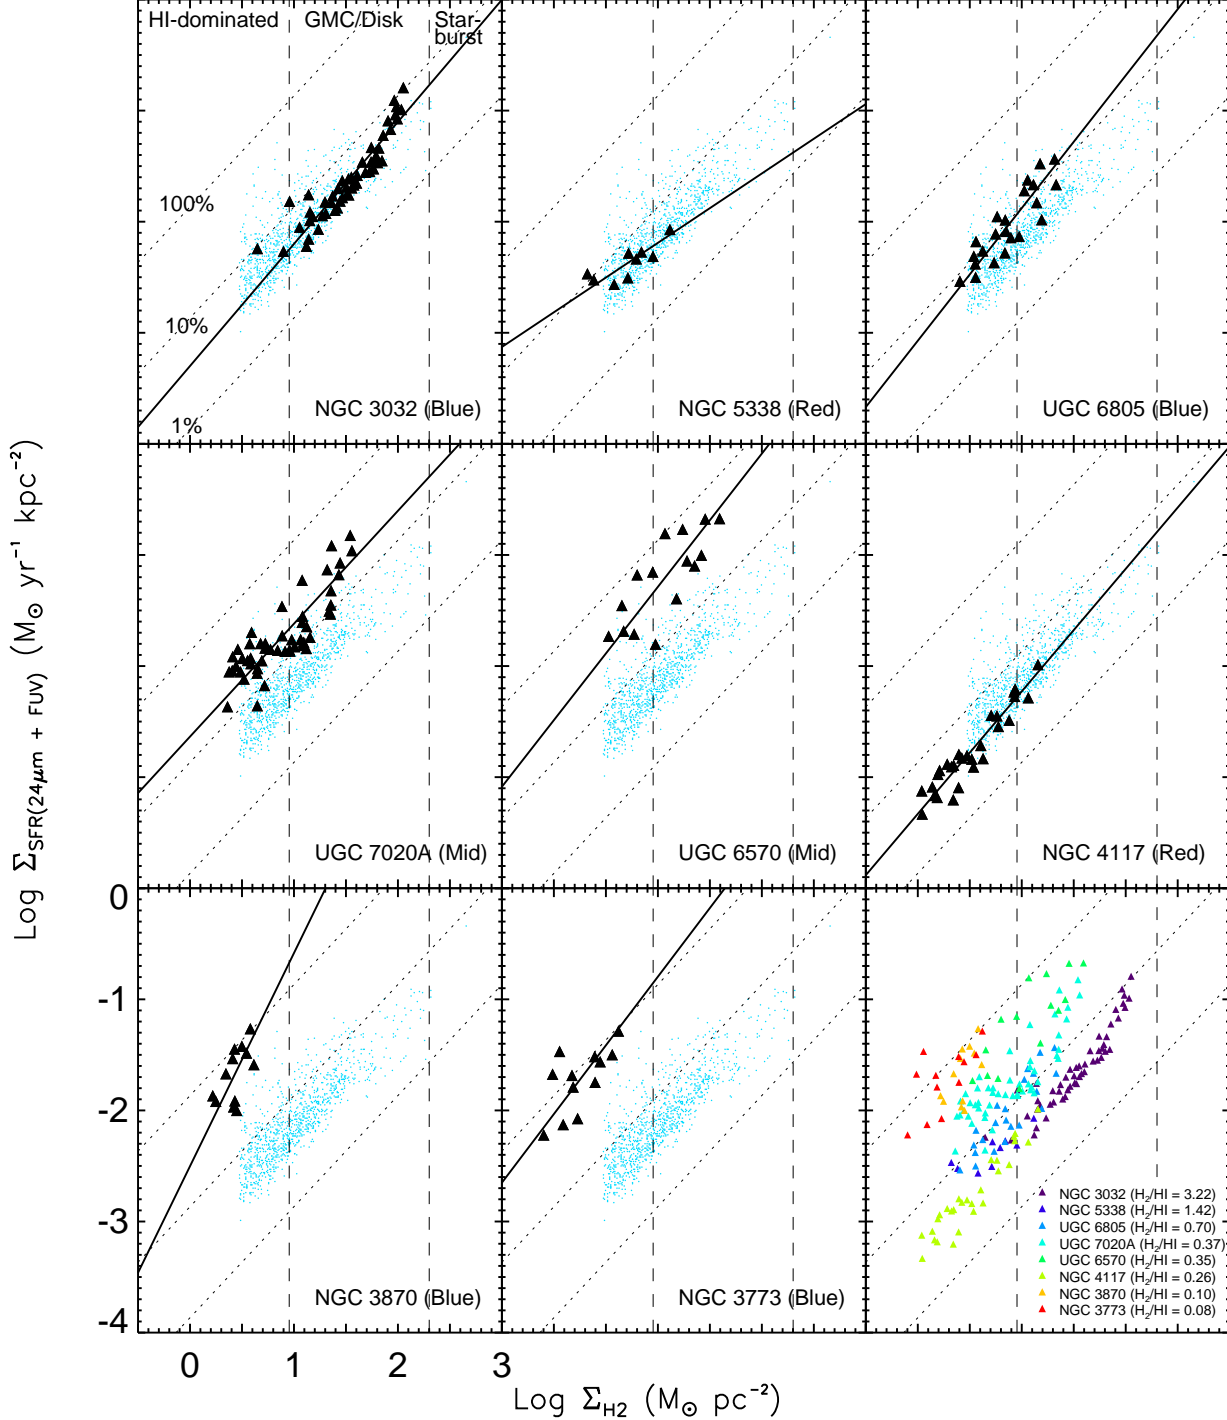 HI-dominated GMC/Disk Star-
burst
100%
10%
1%
NGC 3032 (Blue)
NGC 5338 (Red)
UGC 6805 (Blue)
UGC 7020A (Mid)
UGC 6570 (Mid)
NGC 4117 (Red)
NGC 3870 (Blue)
NGC 3773 (Blue)
NGC 3032 (H₂/HI = 3.22)
NGC 5338 (H₂/HI = 1.42)
UGC 6805 (H₂/HI = 0.70)
UGC 7020A (H₂/HI = 0.37)
UGC 6570 (H₂/HI = 0.35)
NGC 4117 (H₂/HI = 0.26)
NGC 3870 (H₂/HI = 0.10)
NGC 3773 (H₂/HI = 0.08)
0
-1
-2
-3
-4
0 1 2 3
Log Σ_SFR(24μm + FUV) (M⊙ yr⁻¹ kpc⁻²)
Log Σ_H2 (M⊙ pc⁻²)